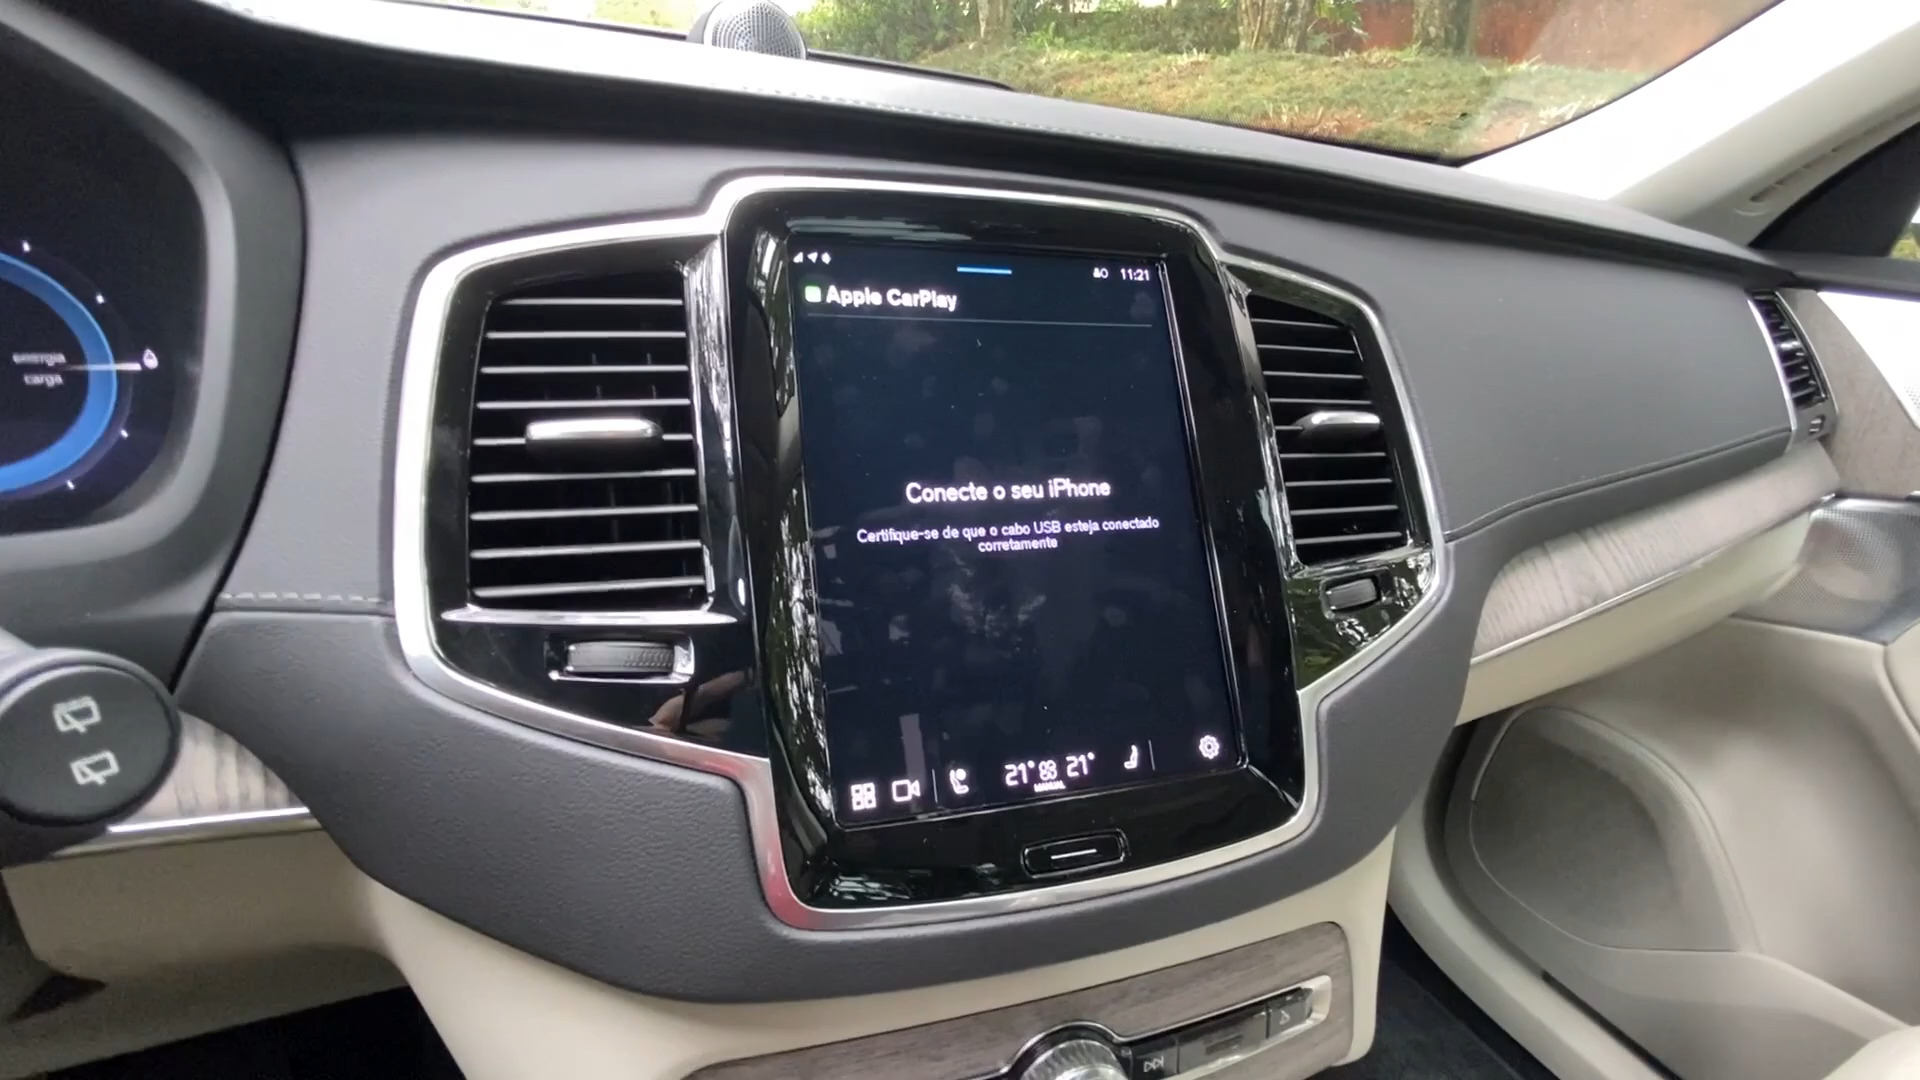 11:21
Apple CarPlay
energia
carga
Conecte o seu iPhone
Certifique-se de que o cabo USB esteja conectado
corretamente
21° 21°
MANUAL